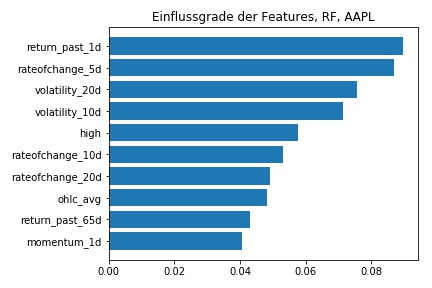 Einflussgrade der Features, RF, AAPL
return_past_1d
rateofchange_5d
volatility_20d
volatility_10d
high
rateofchange_10d
rateofchange_20d
ohlc_avg
return_past_65d
momentum_1d
0.00 0.02 0.04 0.06 0.08